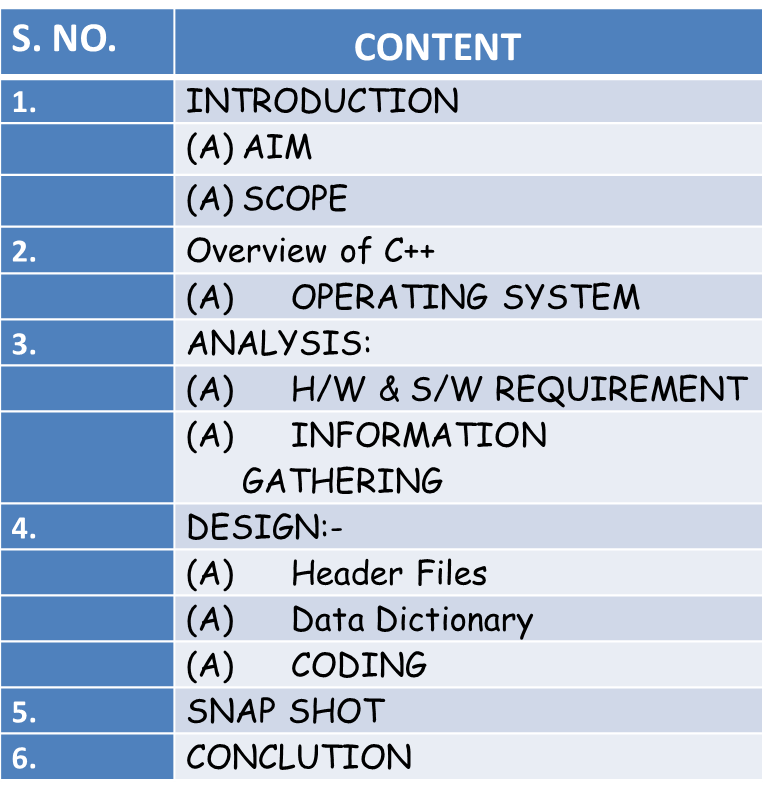 S. NO. CONTENT
1. INTRODUCTION
(A) AIM
(A) SCOPE
2. Overview of C++
(A) OPERATING SYSTEM
3. ANALYSIS:
(A) H/W & S/W REQUIREMENT
(A) INFORMATION
GATHERING
4. DESIGN:-
(A) Header Files
(A) Data Dictionary
(A) CODING
5. SNAP SHOT
6. CONCLUTION